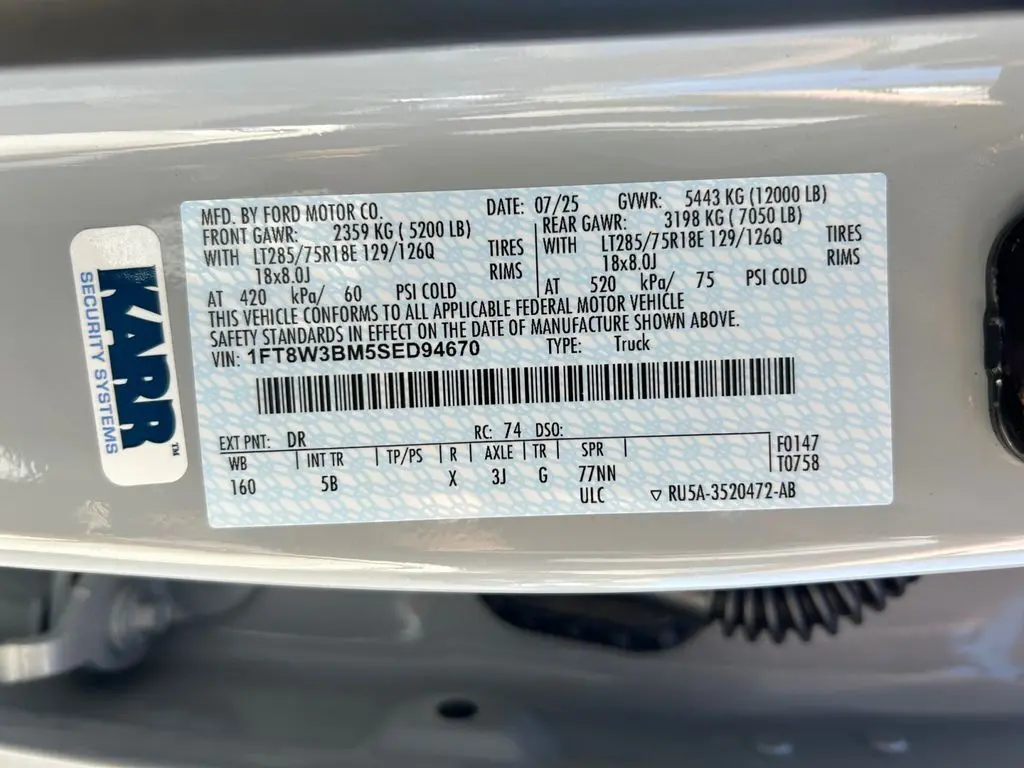 KARR™
SECURITY SYSTEMS
MFD. BY FORD MOTOR CO. DATE: 07/25 GVWR: 5443 KG (12000 LB)
FRONT GAWR: 2359 KG ( 5200 LB) REAR GAWR: 3198 KG ( 7050 LB)
WITH LT285/75R18E 129/126Q TIRES WITH LT285/75R18E 129/126Q TIRES
18x8.0J RIMS 18x8.0J RIMS
AT 420 kPa/ 60 PSI COLD AT 520 kPa/ 75 PSI COLD
THIS VEHICLE CONFORMS TO ALL APPLICABLE FEDERAL MOTOR VEHICLE
SAFETY STANDARDS IN EFFECT ON THE DATE OF MANUFACTURE SHOWN ABOVE.
VIN: 1FT8W3BM5SED94670 TYPE: Truck
EXT PNT: DR RC: 74 DSO:
WB INT TR TP/PS R AXLE TR SPR F0147
160 5B X 3J G 77NN T0758
ULC ▽ RU5A-3520472-AB